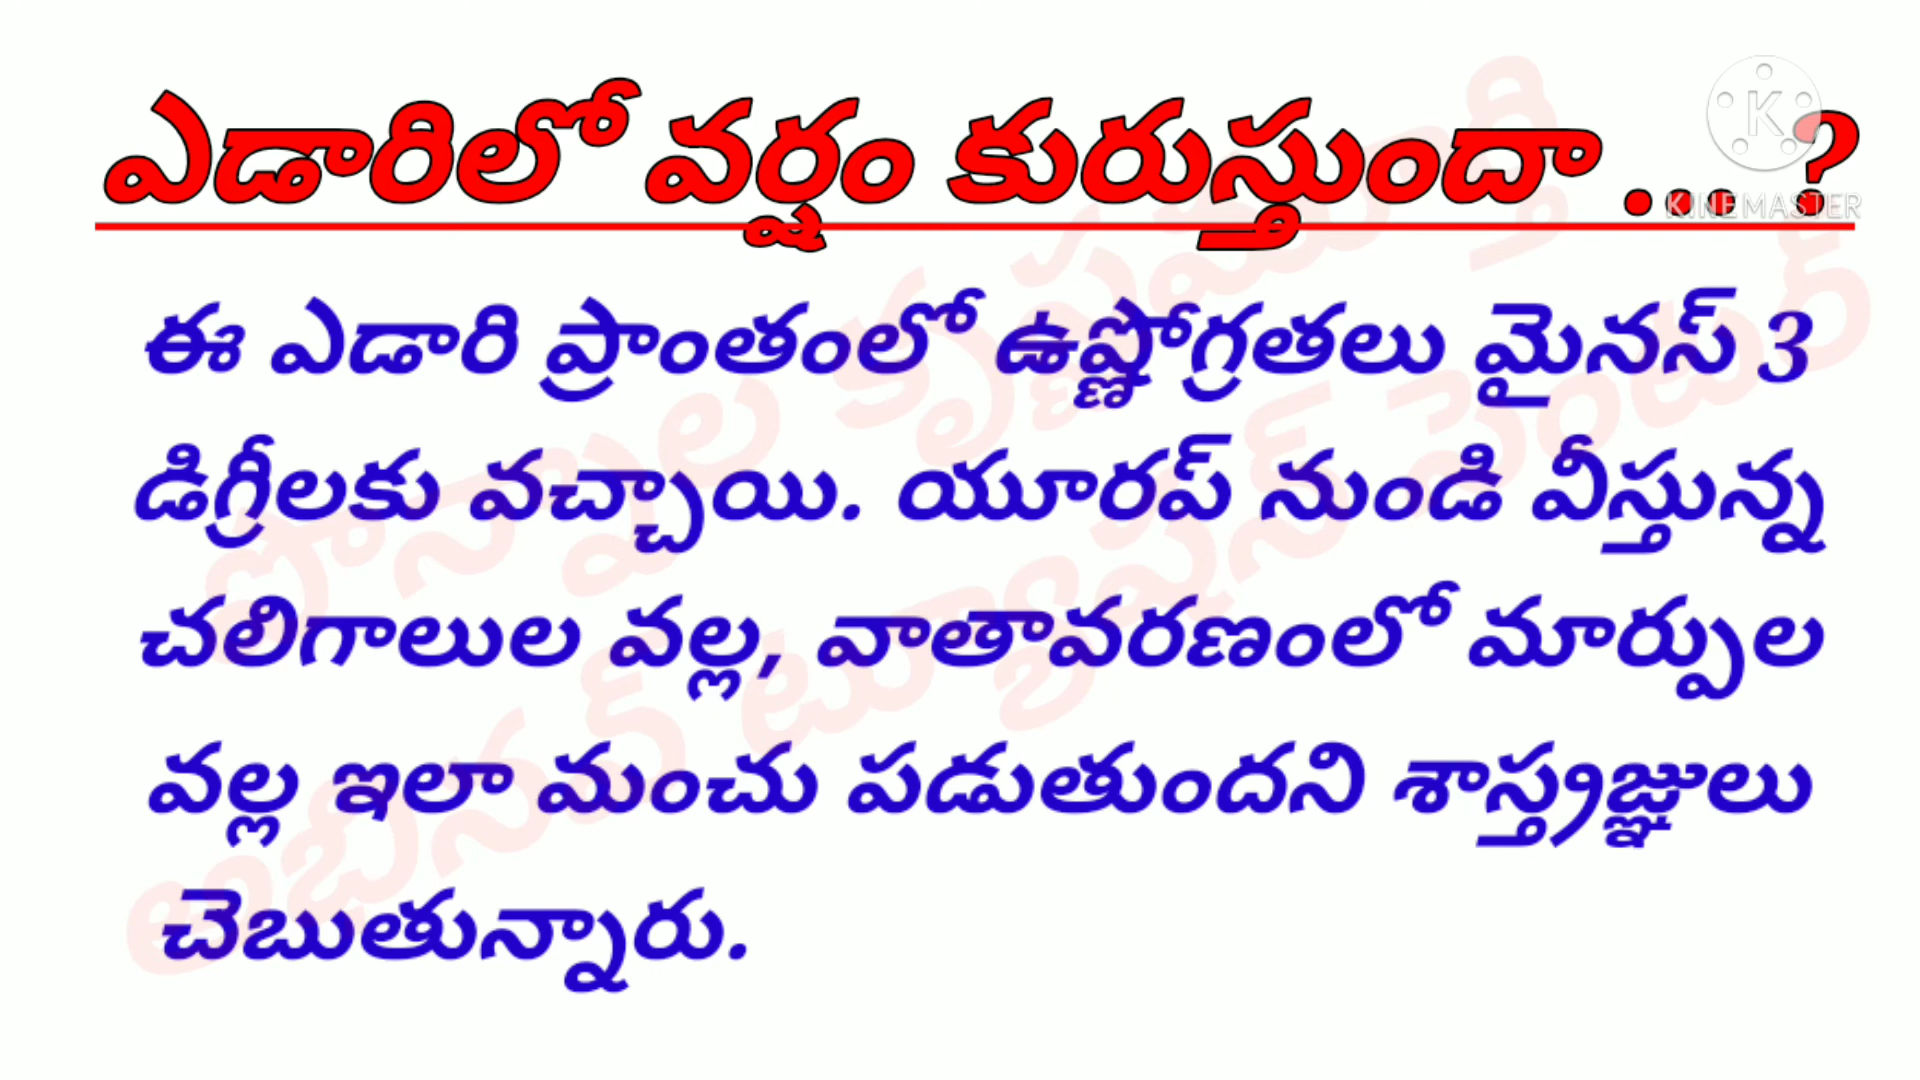 ఎడారిలో వర్షం కురుస్తుందా ... ?
KINEMASTER
ఈ ఎడారి ప్రాంతంలో ఉష్ణోగ్రతలు మైనస్ 3
డిగ్రీలకు వచ్చాయి. యూరప్ నుండి వీస్తున్న
చలిగాలుల వల్ల, వాతావరణంలో మార్పుల
వల్ల ఇలా మంచు పడుతుందని శాస్త్రజ్ఞులు
చెబుతున్నారు.